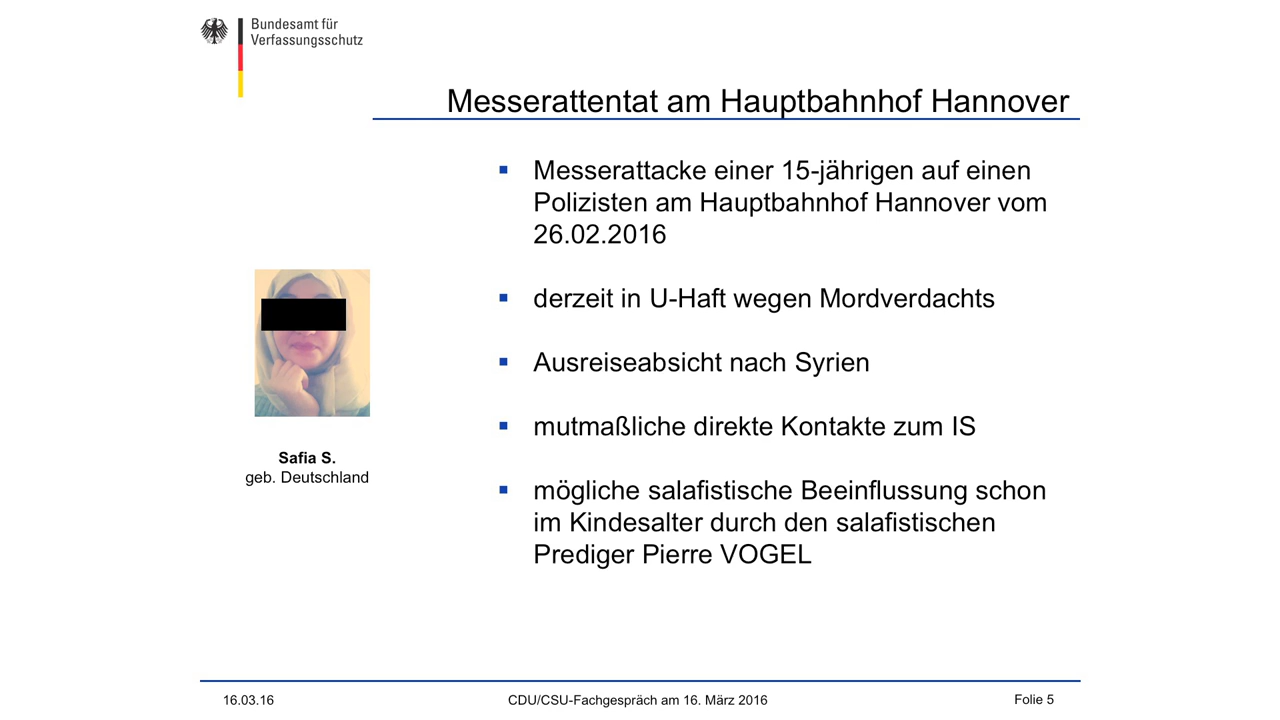 Bundesamt für
Verfassungsschutz
Messerattentat am Hauptbahnhof Hannover
▪ Messerattacke einer 15-jährigen auf einen
Polizisten am Hauptbahnhof Hannover vom
26.02.2016
▪ derzeit in U-Haft wegen Mordverdachts
▪ Ausreiseabsicht nach Syrien
▪ mutmaßliche direkte Kontakte zum IS
▪ mögliche salafistische Beeinflussung schon
im Kindesalter durch den salafistischen
Prediger Pierre VOGEL
Safia S.
geb. Deutschland
16.03.16
CDU/CSU-Fachgespräch am 16. März 2016
Folie 5